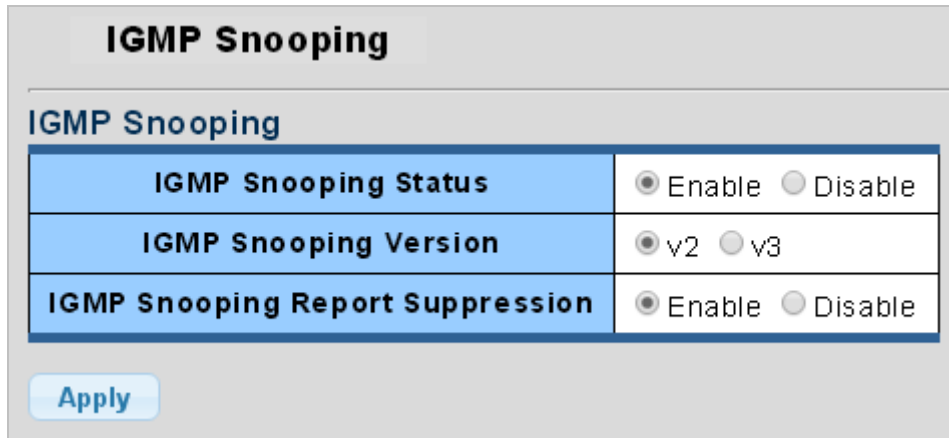 IGMP Snooping
IGMP Snooping
IGMP Snooping Status Enable Disable
IGMP Snooping Version v2 v3
IGMP Snooping Report Suppression Enable Disable
Apply